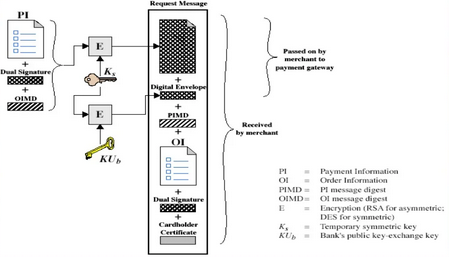 Request Message
PI
+
Dual Signature
+
OIMD
E
Ks
E
KUb
+
Digital Envelope
+
PIMD
+
OI
+
Dual Signature
+
Cardholder
Certificate
Passed on by
merchant to
payment gateway
Received
by merchant
PI = Payment Information
OI = Order Information
PIMD = PI message digest
OIMD = OI message digest
E = Encryption (RSA for asymmetric;
DES for symmetric)
Ks = Temporary symmetric key
KUb = Bank's public key-exchange key